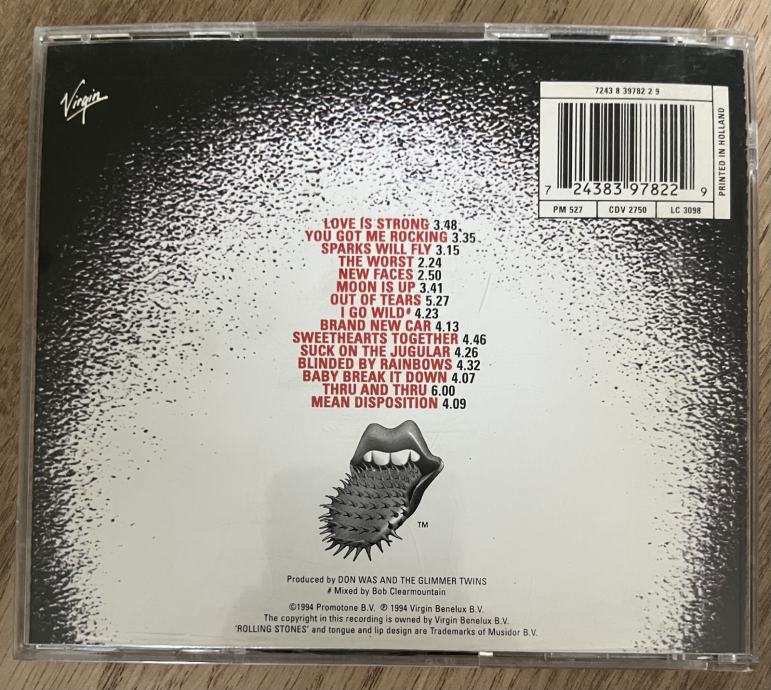 Virgin
7243 8 39782 2 9
PRINTED IN HOLLAND
7 24383 97822 9
PM 527 CDV 2750 LC 3098
LOVE IS STRONG 3.48
YOU GOT ME ROCKING 3.35
SPARKS WILL FLY 3.15
THE WORST 2.24
NEW FACES 2.50
MOON IS UP 3.41
OUT OF TEARS 5.27
I GO WILD# 4.23
BRAND NEW CAR 4.13
SWEETHEARTS TOGETHER 4.46
SUCK ON THE JUGULAR 4.26
BLINDED BY RAINBOWS 4.32
BABY BREAK IT DOWN 4.07
THRU AND THRU 6.00
MEAN DISPOSITION 4.09
TM
Produced by DON WAS AND THE GLIMMER TWINS
# Mixed by Bob Clearmountain
©1994 Promotone B.V. ℗ 1994 Virgin Benelux B.V.
The copyright in this recording is owned by Virgin Benelux B.V.
'ROLLING STONES' and tongue and lip design are Trademarks of Musidor B.V.